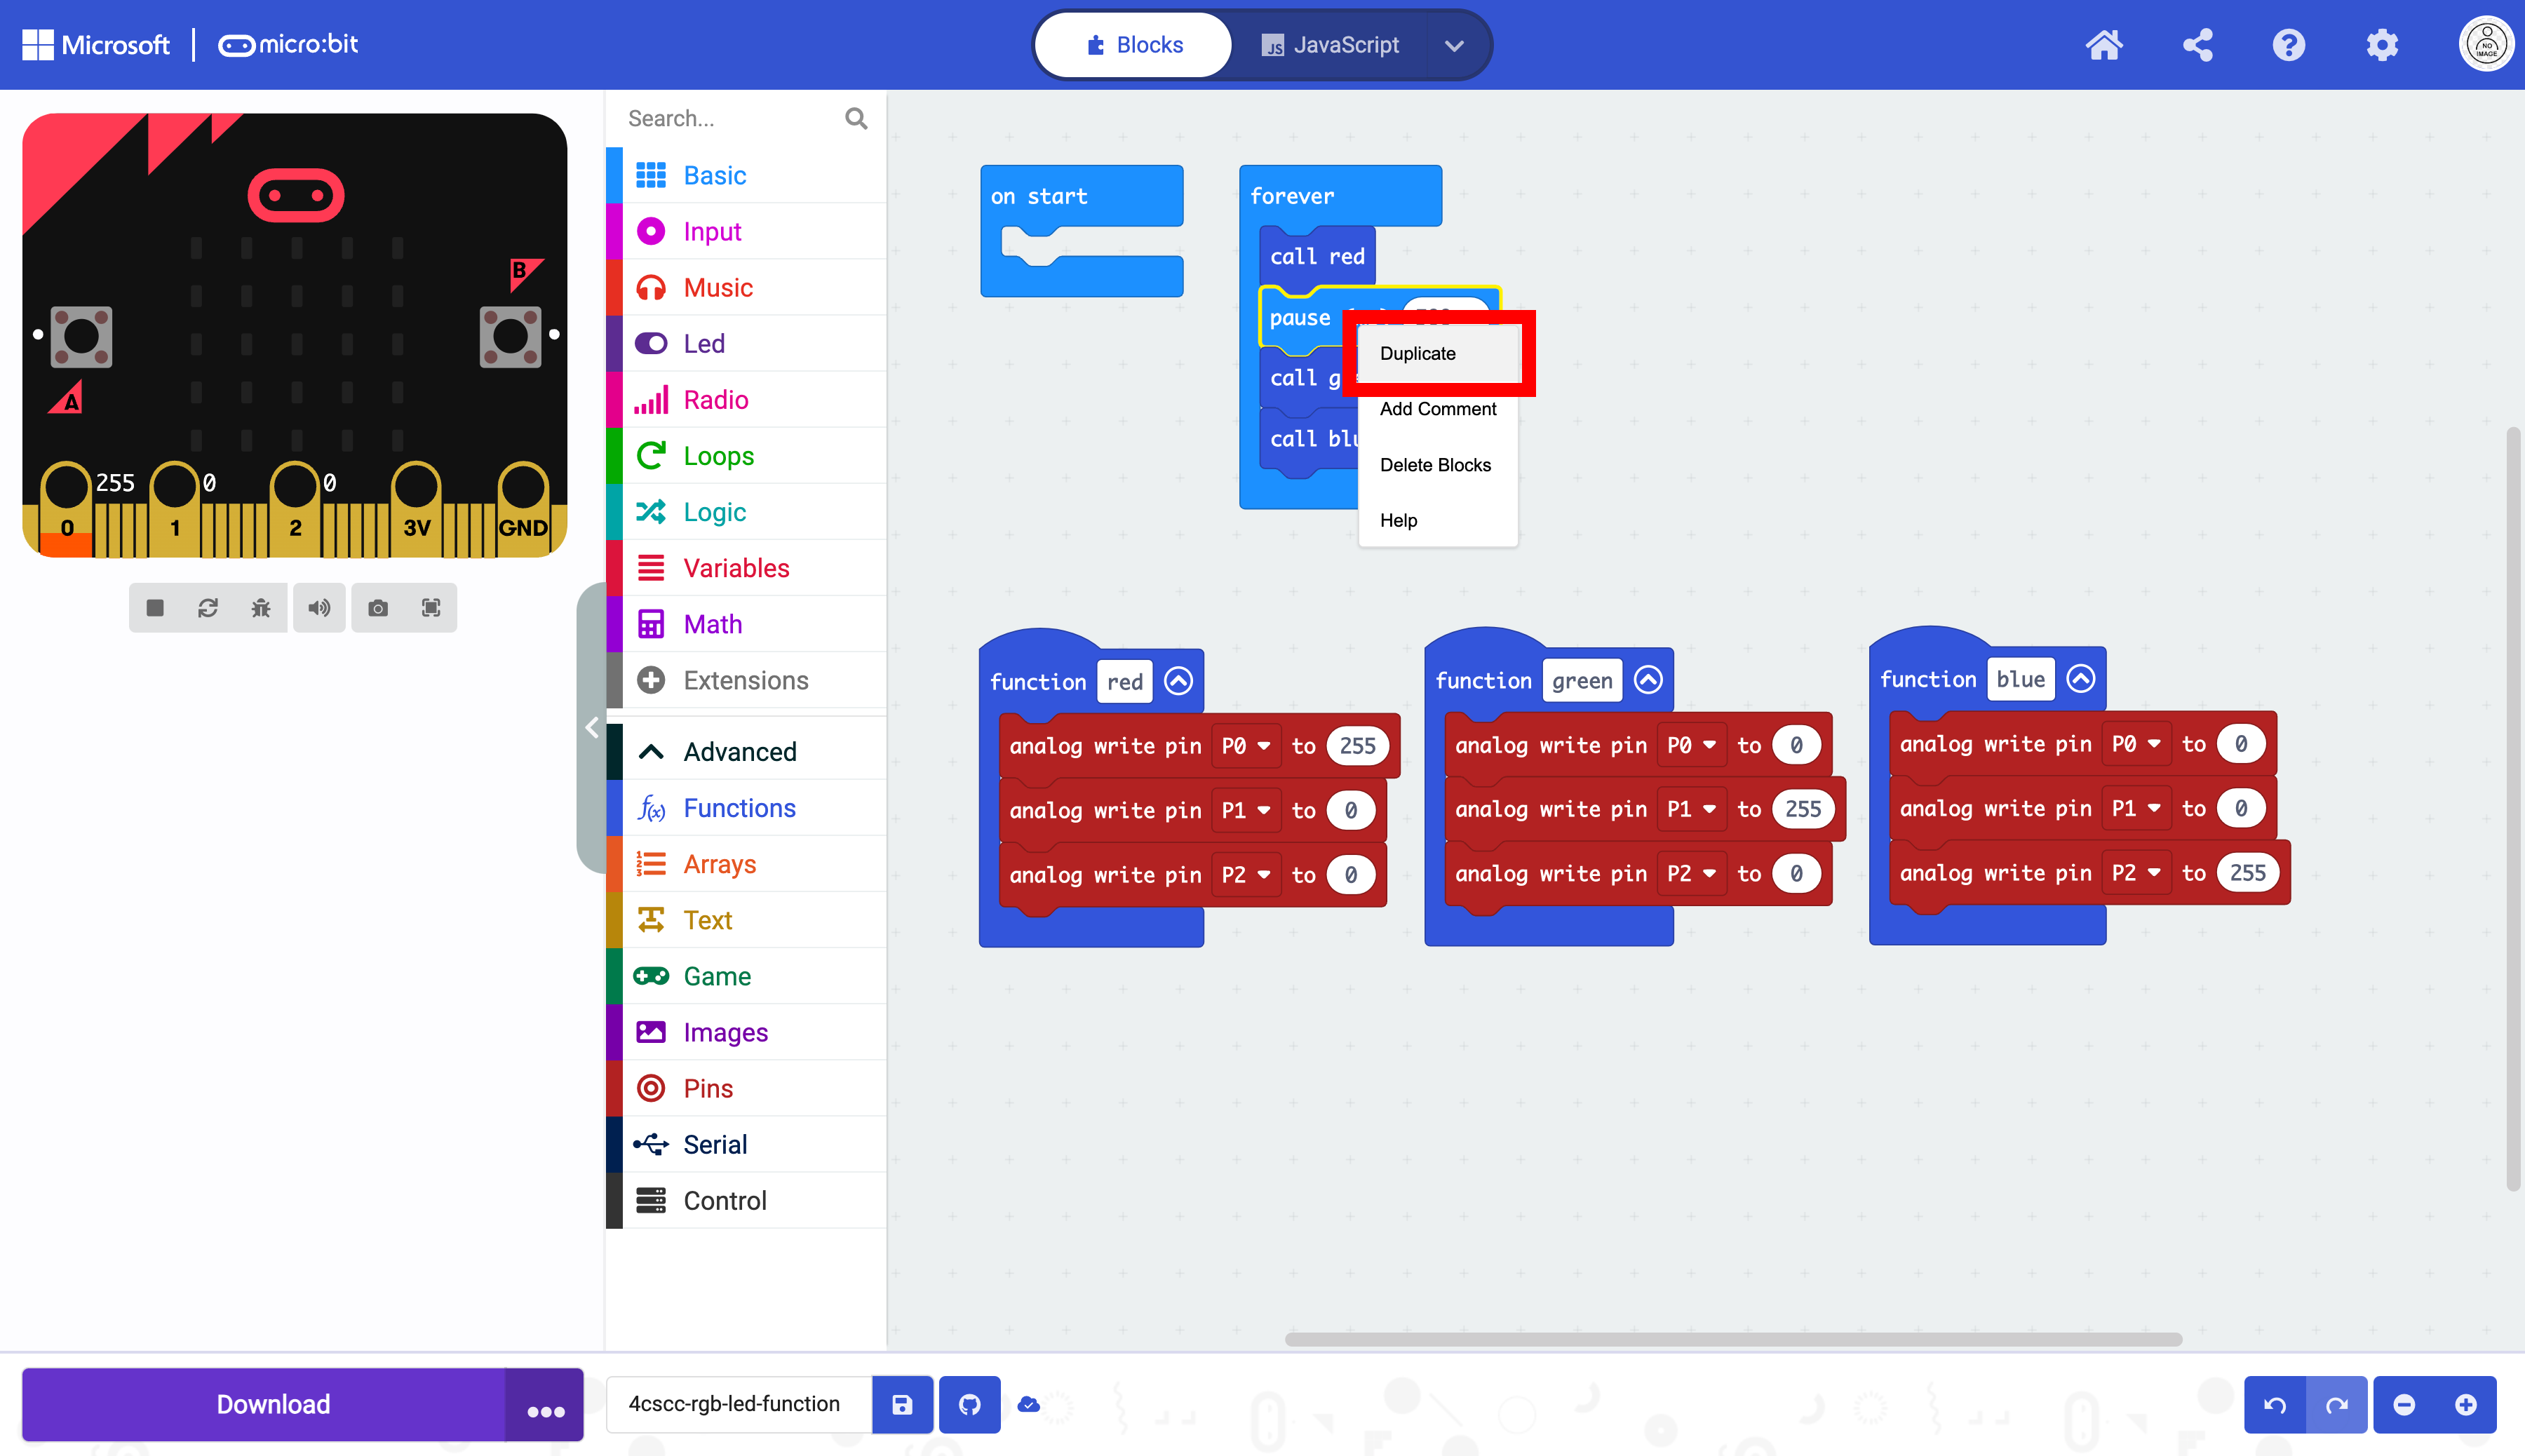 Microsoft | micro:bit
Blocks
JavaScript
NO IMAGE
Search...
Basic
Input
Music
Led
Radio
Loops
Logic
Variables
Math
Extensions
Advanced
Functions
Arrays
Text
Game
Images
Pins
Serial
Control
B
A
255 0 0
0 1 2 3V GND
on start
forever
call red
pause
call
call
Duplicate
Add Comment
Delete Blocks
Help
function red
analog write pin P0 to 255
analog write pin P1 to 0
analog write pin P2 to 0
function green
analog write pin P0 to 0
analog write pin P1 to 255
analog write pin P2 to 0
function blue
analog write pin P0 to 0
analog write pin P1 to 0
analog write pin P2 to 255
Download
4cscc-rgb-led-function